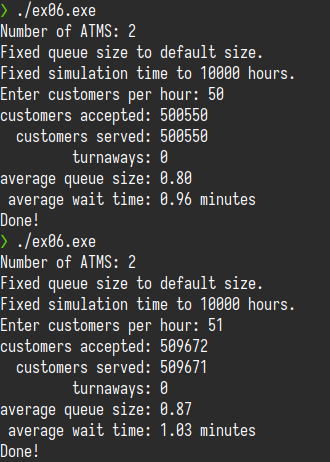 ❯ ./ex06.exe
Number of ATMS: 2
Fixed queue size to default size.
Fixed simulation time to 10000 hours.
Enter customers per hour: 50
customers accepted: 500550
customers served: 500550
turnaways: 0
average queue size: 0.80
average wait time: 0.96 minutes
Done!
❯ ./ex06.exe
Number of ATMS: 2
Fixed queue size to default size.
Fixed simulation time to 10000 hours.
Enter customers per hour: 51
customers accepted: 509672
customers served: 509671
turnaways: 0
average queue size: 0.87
average wait time: 1.03 minutes
Done!